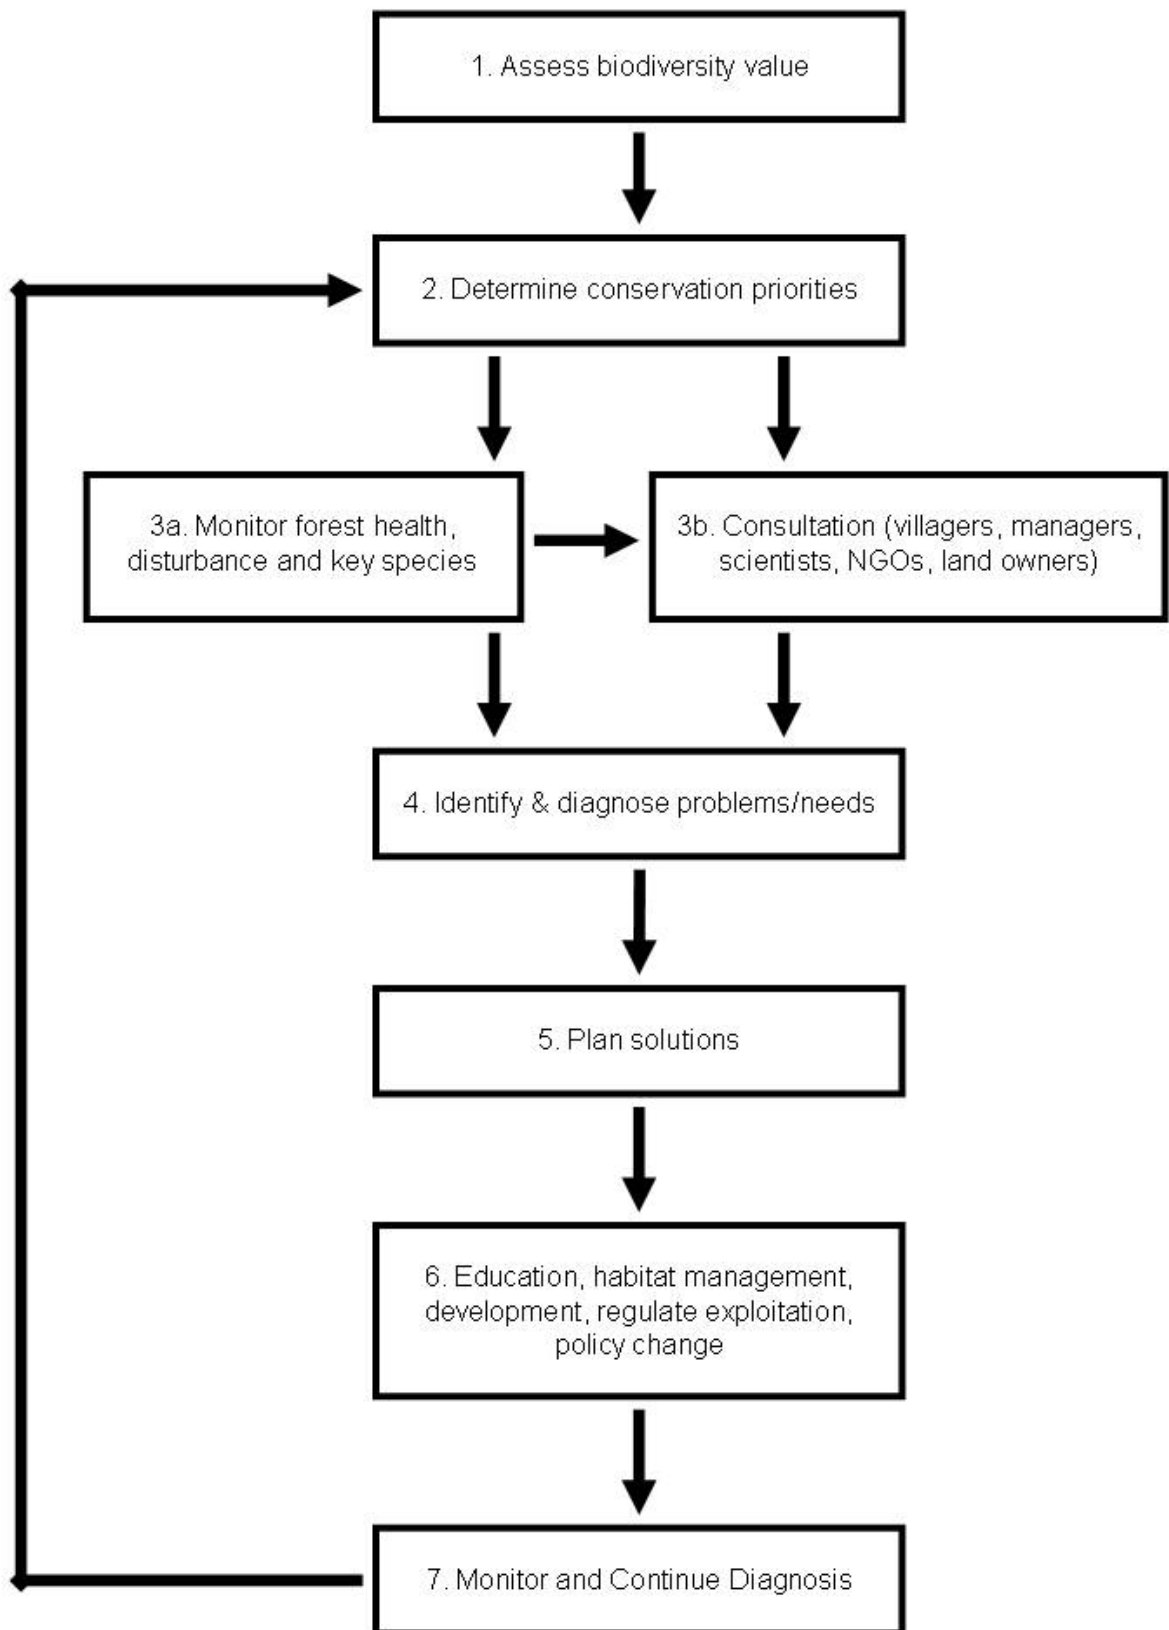 1. Assess biodiversity value
2. Determine conservation priorities
3a. Monitor forest health,
disturbance and key species
3b. Consultation (villagers, managers,
scientists, NGOs, land owners)
4. Identify & diagnose problems/needs
5. Plan solutions
6. Education, habitat management,
development, regulate exploitation,
policy change
7. Monitor and Continue Diagnosis